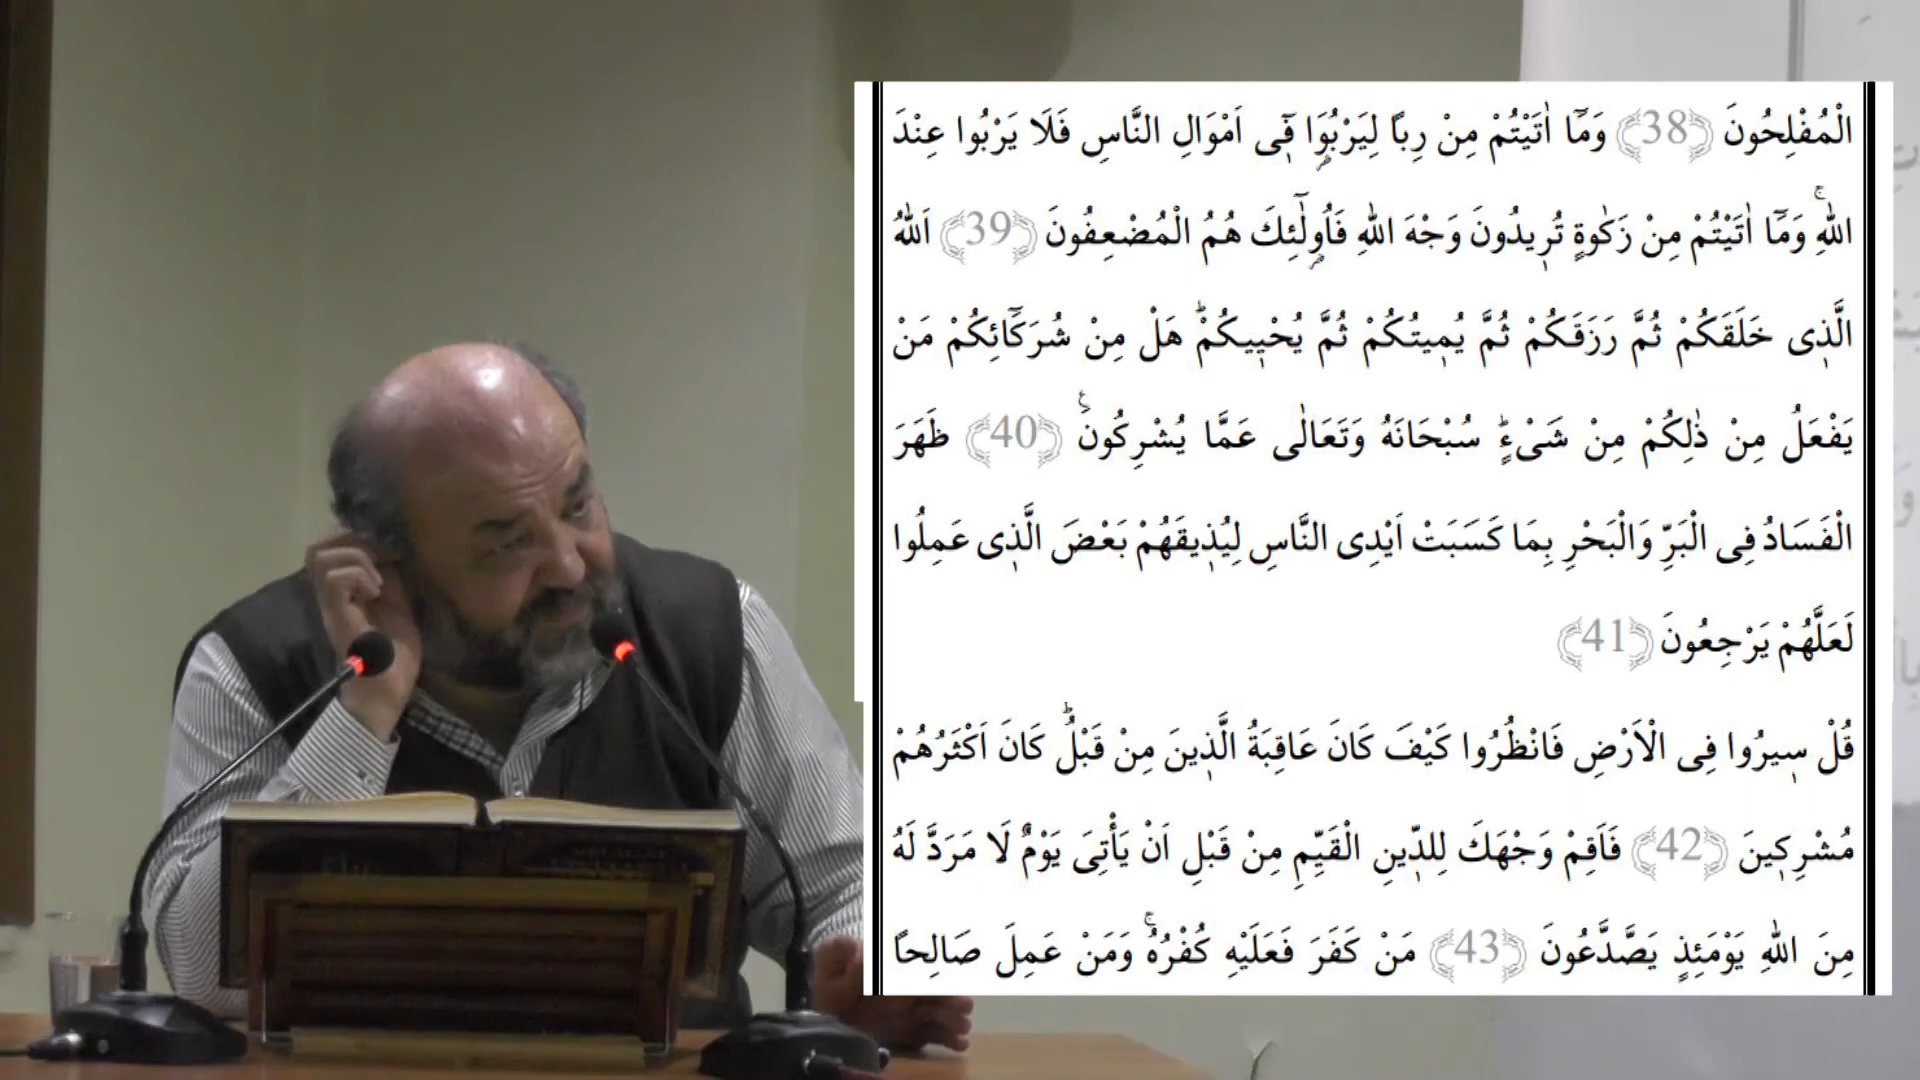 الْمُفْلِحُونَ ﴿38﴾ وَمَٓا اٰتَيْتُمْ مِنْ رِباً لِيَرْبُوَ۬ا ف۪ٓى اَمْوَالِ النَّاسِ فَلَا يَرْبُوا عِنْدَ
اللّٰهِۚ وَمَٓا اٰتَيْتُمْ مِنْ زَكٰوةٍ تُر۪يدُونَ وَجْهَ اللّٰهِ فَاُو۬لٰٓئِكَ هُمُ الْمُضْعِفُونَ ﴿39﴾ اَللّٰهُ
الَّذ۪ى خَلَقَكُمْ ثُمَّ رَزَقَكُمْ ثُمَّ يُم۪يتُكُمْ ثُمَّ يُحْي۪يكُمْۜ هَلْ مِنْ شُرَكَٓائِكُمْ مَنْ
يَفْعَلُ مِنْ ذٰلِكُمْ مِنْ شَىْءٍۜ سُبْحَانَهُ وَتَعَالٰى عَمَّا يُشْرِكُونَ۟ ﴿40﴾ ظَهَرَ
الْفَسَادُ فِى الْبَرِّ وَالْبَحْرِ بِمَا كَسَبَتْ اَيْدِى النَّاسِ لِيُذ۪يقَهُمْ بَعْضَ الَّذ۪ى عَمِلُوا
لَعَلَّهُمْ يَرْجِعُونَ ﴿41﴾
قُلْ س۪يرُوا فِى الْاَرْضِ فَانْظُرُوا كَيْفَ كَانَ عَاقِبَةُ الَّذ۪ينَ مِنْ قَبْلُۜ كَانَ اَكْثَرُهُمْ
مُشْرِك۪ينَ ﴿42﴾ فَاَقِمْ وَجْهَكَ لِلدّ۪ينِ الْقَيِّمِ مِنْ قَبْلِ اَنْ يَأْتِىَ يَوْمٌ لَا مَرَدَّ لَهُ
مِنَ اللّٰهِ يَوْمَئِذٍ يَصَّدَّعُونَ ﴿43﴾ مَنْ كَفَرَ فَعَلَيْهِ كُفْرُهُۚ وَمَنْ عَمِلَ صَالِحاً